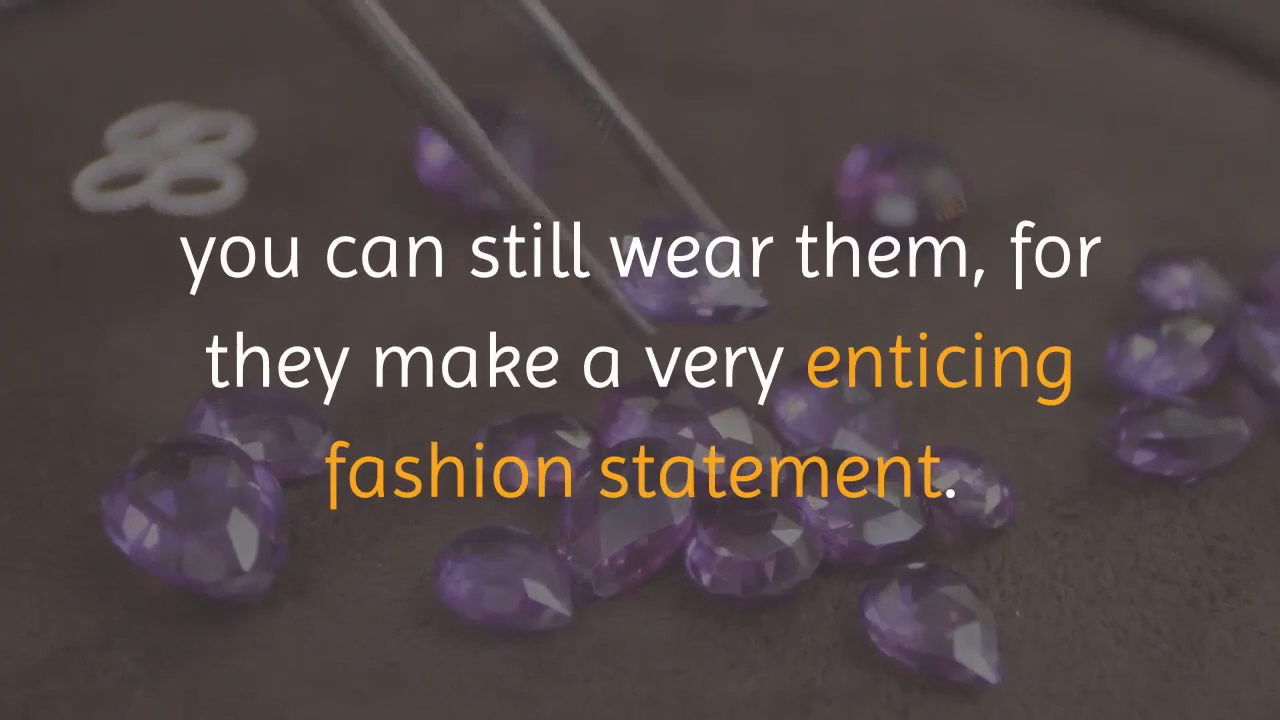 you can still wear them, for
they make a very enticing
fashion statement.